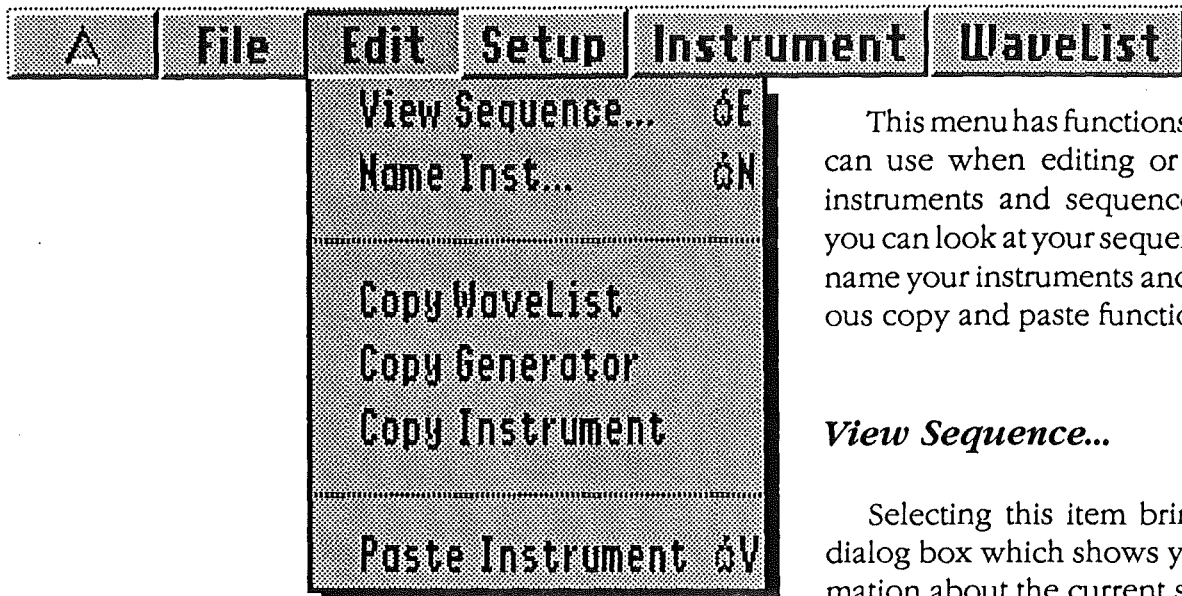 File Edit Setup Instrument WaveList
View Sequence... E
Name Inst... N
Copy WaveList
Copy Generator
Copy Instrument
Paste Instrument V
This menu has functions
can use when editing or
instruments and sequenc
you can look at your seque
name your instruments and
ous copy and paste functio
View Sequence...
Selecting this item brin
dialog box which shows y
mation about the current s